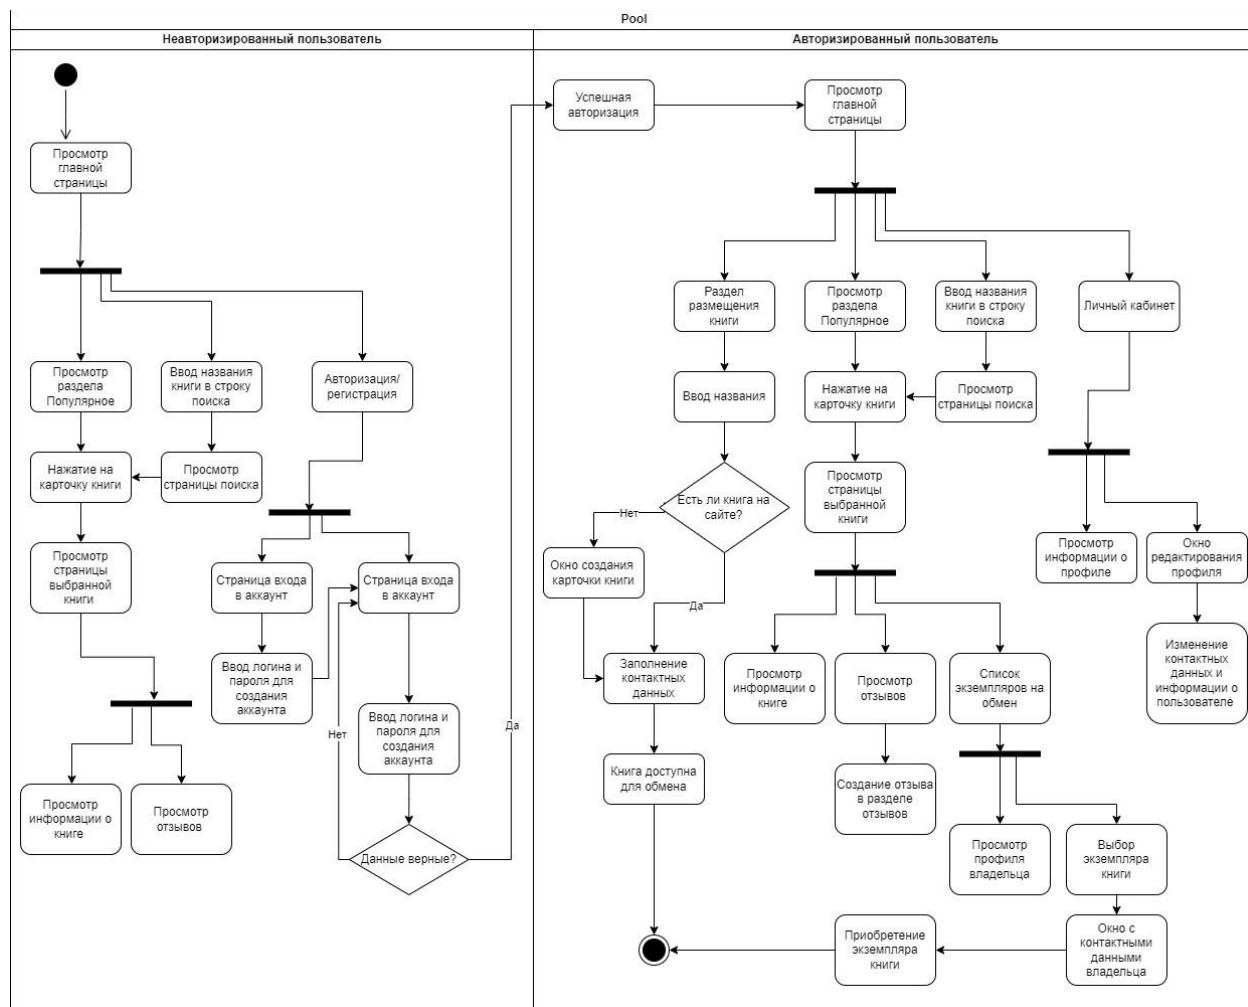 Pool
Неавторизированный пользователь
Авторизированный пользователь
Просмотр
главной
страницы
Просмотр
раздела
Популярное
Ввод названия
книги в строку
поиска
Авторизация/
регистрация
Нажатие на
карточку книги
Просмотр
страницы поиска
Просмотр
страницы
выбранной
книги
Страница входа
в аккаунт
Страница входа
в аккаунт
Ввод логина и
пароля для
создания
аккаунта
Ввод логина и
пароля для
создания
аккаунта
Нет
Да
Просмотр
информации о
книге
Просмотр
отзывов
Данные верные?
Успешная
авторизация
Просмотр
главной
страницы
Раздел
размещения
книги
Просмотр
раздела
Популярное
Ввод названия
книги в строку
поиска
Личный кабинет
Ввод названия
Нажатие на
карточку книги
Просмотр
страницы поиска
Есть ли книга на
сайте?
Нет
Да
Просмотр
страницы
выбранной
книги
Окно создания
карточки книги
Просмотр
информации о
профиле
Окно
редактирования
профиля
Заполнение
контактных
данных
Просмотр
информации о
книге
Просмотр
отзывов
Список
экземпляров на
обмен
Изменение
контактных
данных и
информации о
пользователе
Книга доступна
для обмена
Создание отзыва
в разделе
отзывов
Просмотр
профиля
владельца
Выбор
экземпляра
книги
Приобретение
экземпляра
книги
Окно с
контактными
данными
владельца